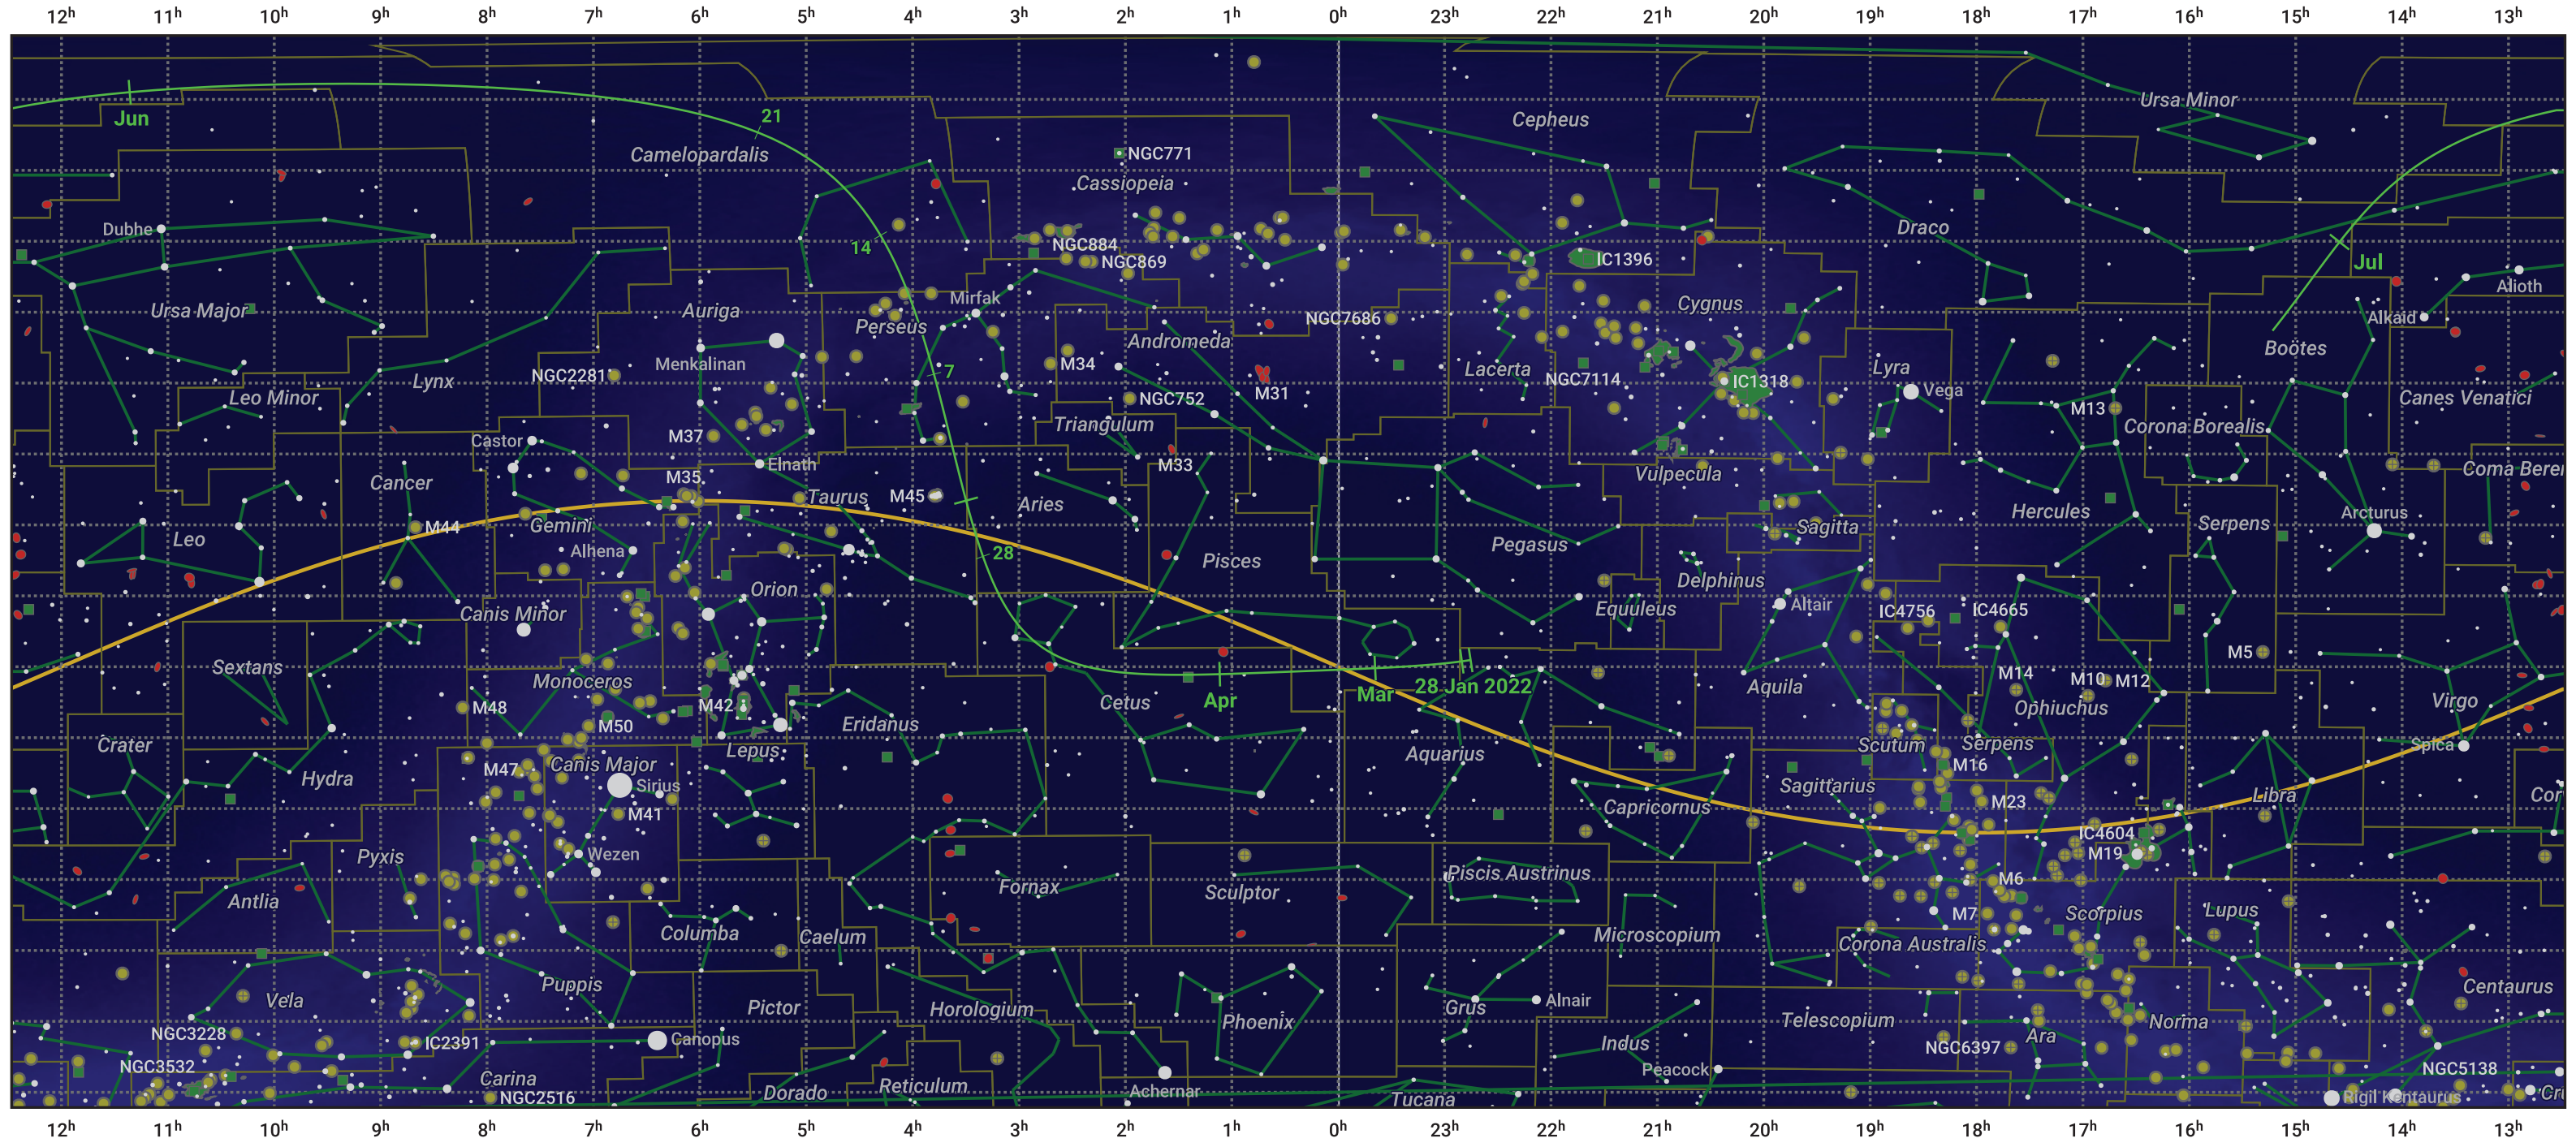 12h 11h 10h 9h 8h 7h 6h 5h 4h 3h 2h 1h 0h 23h 22h 21h 20h 19h 18h 17h 16h 15h 14h 13h
Jun
21
Camelopardalis
NGC771
Cassiopeia
Cepheus
Ursa Minor
Dubhe
14
NGC884
NGC869
IC1396
Draco
Jul
Alioth
Ursa Major
Auriga
Perseus
Mirfak
NGC7686
Cygnus
Alkaid
Menkalinan
Andromeda
Boötes
NGC2281
Lynx
7
M34
M31
Lacerta
NGC7114
IC1318
Lyra
Vega
Leo Minor
NGC752
M13
Canes Venatici
Castor
M37
Triangulum
Corona Borealis
Elnath
M33
Vulpecula
Coma Berei
Cancer
M35
Taurus
M45
Aries
Hercules
Serpens
Arcturus
M44
Gemini
Sagitta
Leo
Alhena
28
Pisces
Pegasus
Delphinus
Orion
Equuleus
Altair
IC4756
IC4665
Canis Minor
Sextans
Monoceros
M5
M14
M10
M12
28 Jan 2022
Mar
Apr
Aquila
Ophiuchus
Virgo
M48
M42
Cetus
M50
Eridanus
Crater
Lepus
Aquarius
Scutum
Serpens
Spica
Hydra
M47
Canis Major
M16
Sirius
Sagittarius
Libra
Cor
M41
Capricornus
M23
IC4604
Pyxis
Wezen
M19
Fornax
Sculptor
Piscis Austrinus
M6
Antlia
M7
Scorpius
Lupus
Columba
Caelum
Microscopium
Corona Australis
Vela
Puppis
Pictor
Horologium
Phoenix
Grus
Alnair
Telescopium
Norma
Centaurus
NGC3228
IC2391
Canopus
Indus
NGC6397
Ara
NGC3532
Carina
Dorado
Reticulum
Achernar
Peacock
NGC5138
NGC2516
Tucana
Rigil Kentaurus
Cru
12h 11h 10h 9h 8h 7h 6h 5h 4h 3h 2h 1h 0h 23h 22h 21h 20h 19h 18h 17h 16h 15h 14h 13h